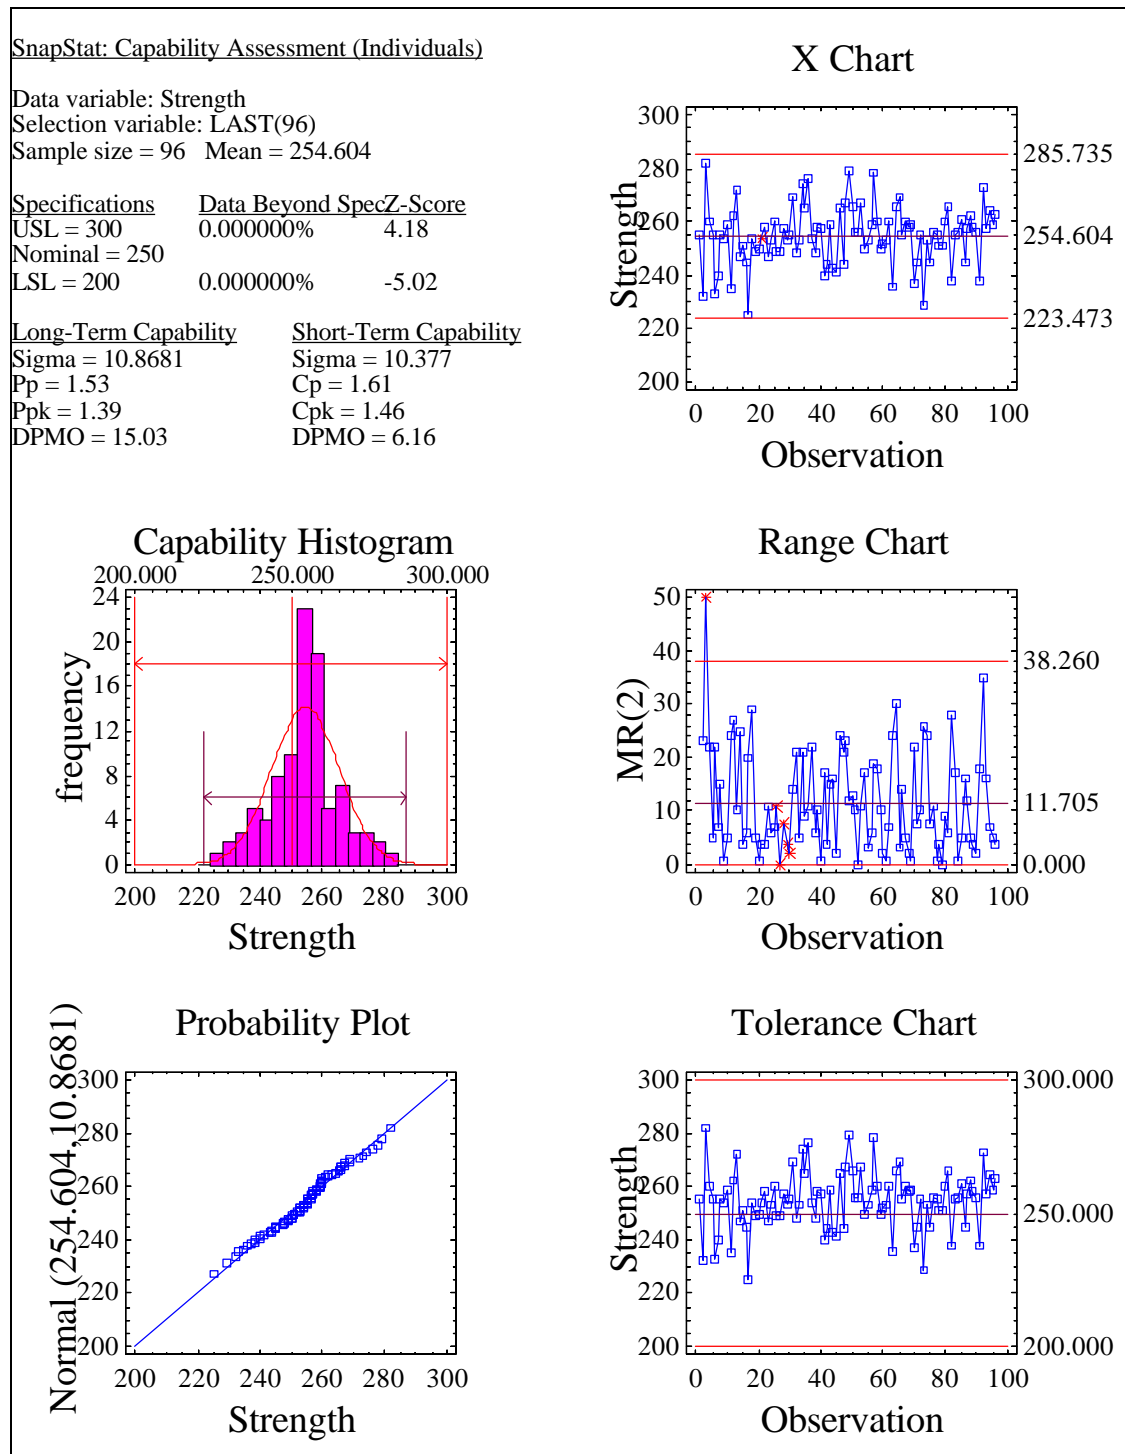 SnapStat: Capability Assessment (Individuals)
Data variable: Strength
Selection variable: LAST(96)
Sample size = 96 Mean = 254.604
Specifications Data Beyond Spec. Z-Score
USL = 300 0.000000% 4.18
Nominal = 250
LSL = 200 0.000000% -5.02
Long-Term Capability Short-Term Capability
Sigma = 10.8681 Sigma = 10.377
Pp = 1.53 Cp = 1.61
Ppk = 1.39 Cpk = 1.46
DPMO = 15.03 DPMO = 6.16
X Chart
Strength
300
280
260
240
220
200
285.735
254.604
223.473
0 20 40 60 80 100
Observation
Capability Histogram
200.000 250.000 300.000
frequency
24
20
16
12
8
4
0
200 220 240 260 280 300
Strength
Range Chart
MR(2)
50
40
30
20
10
0
38.260
11.705
0.000
0 20 40 60 80 100
Observation
Probability Plot
Normal (254.604,10.8681)
300
280
260
240
220
200
200 220 240 260 280 300
Strength
Tolerance Chart
Strength
300
280
260
240
220
200
300.000
250.000
200.000
0 20 40 60 80 100
Observation